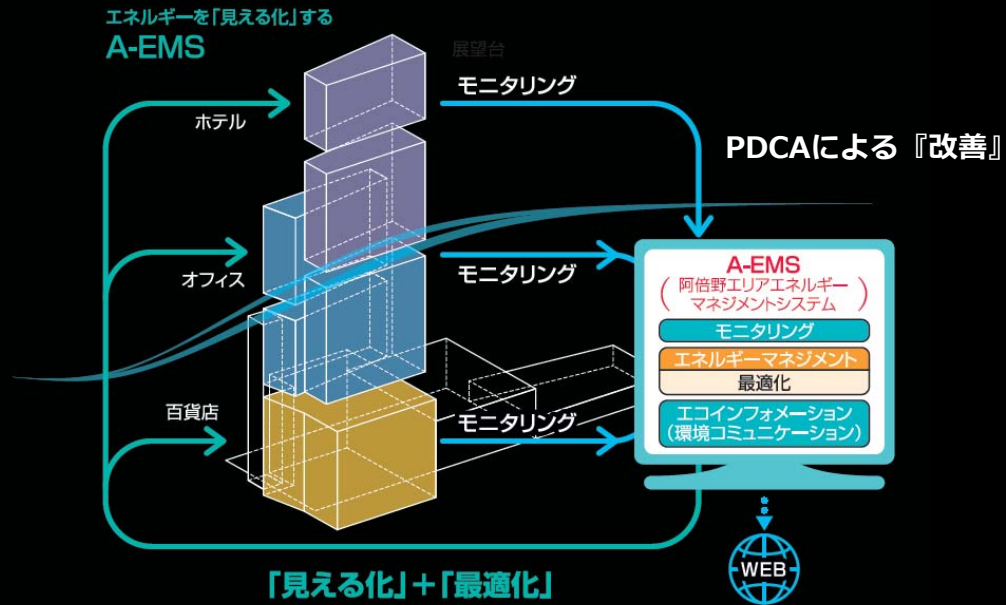 エネルギーを「見える化」する
A-EMS
展望台
モニタリング
ホテル
PDCAによる『改善』
オフィス
モニタリング
A-EMS
(阿倍野エリアエネルギー
マネジメントシステム)
モニタリング
エネルギーマネジメント
最適化
エコインフォメーション
(環境コミュニケーション)
百貨店
モニタリング
WEB
「見える化」+「最適化」